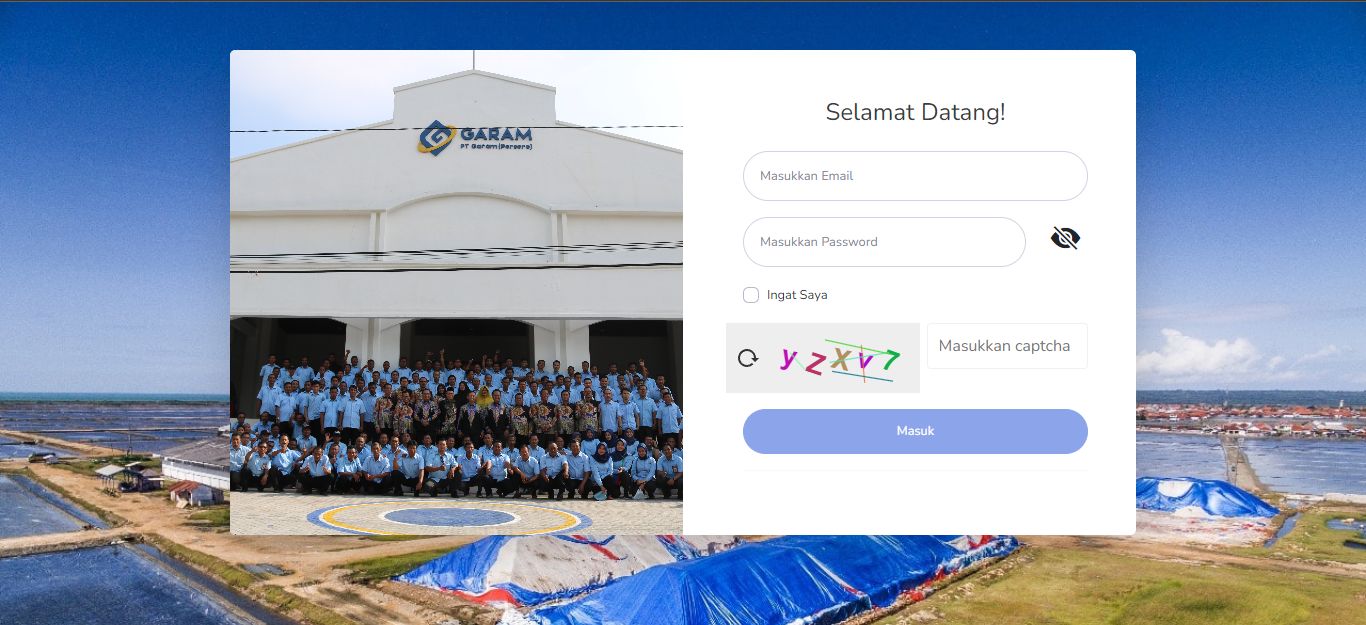 GARAM
PT Garam (Persero)
Selamat Datang!
Masukkan Email
Masukkan Password
Ingat Saya
yzXv7
Masukkan captcha
Masuk